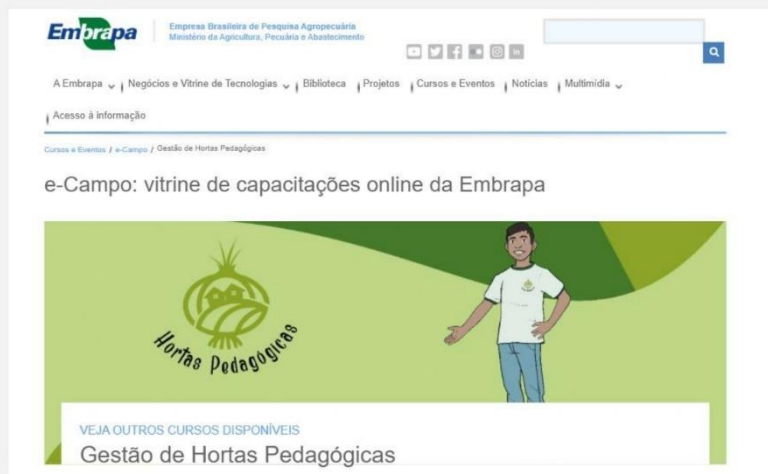 Embrapa
Empresa Brasileira de Pesquisa Agropecuária
Ministério da Agricultura, Pecuária e Abastecimento
A Embrapa | Negócios e Vitrine de Tecnologias | Biblioteca | Projetos | Cursos e Eventos | Notícias | Multimídia
| Acesso à informação
Cursos e Eventos / e-Campo / Gestão de Hortas Pedagógicas
e-Campo: vitrine de capacitações online da Embrapa
Hortas Pedagógicas
VEJA OUTROS CURSOS DISPONÍVEIS
Gestão de Hortas Pedagógicas